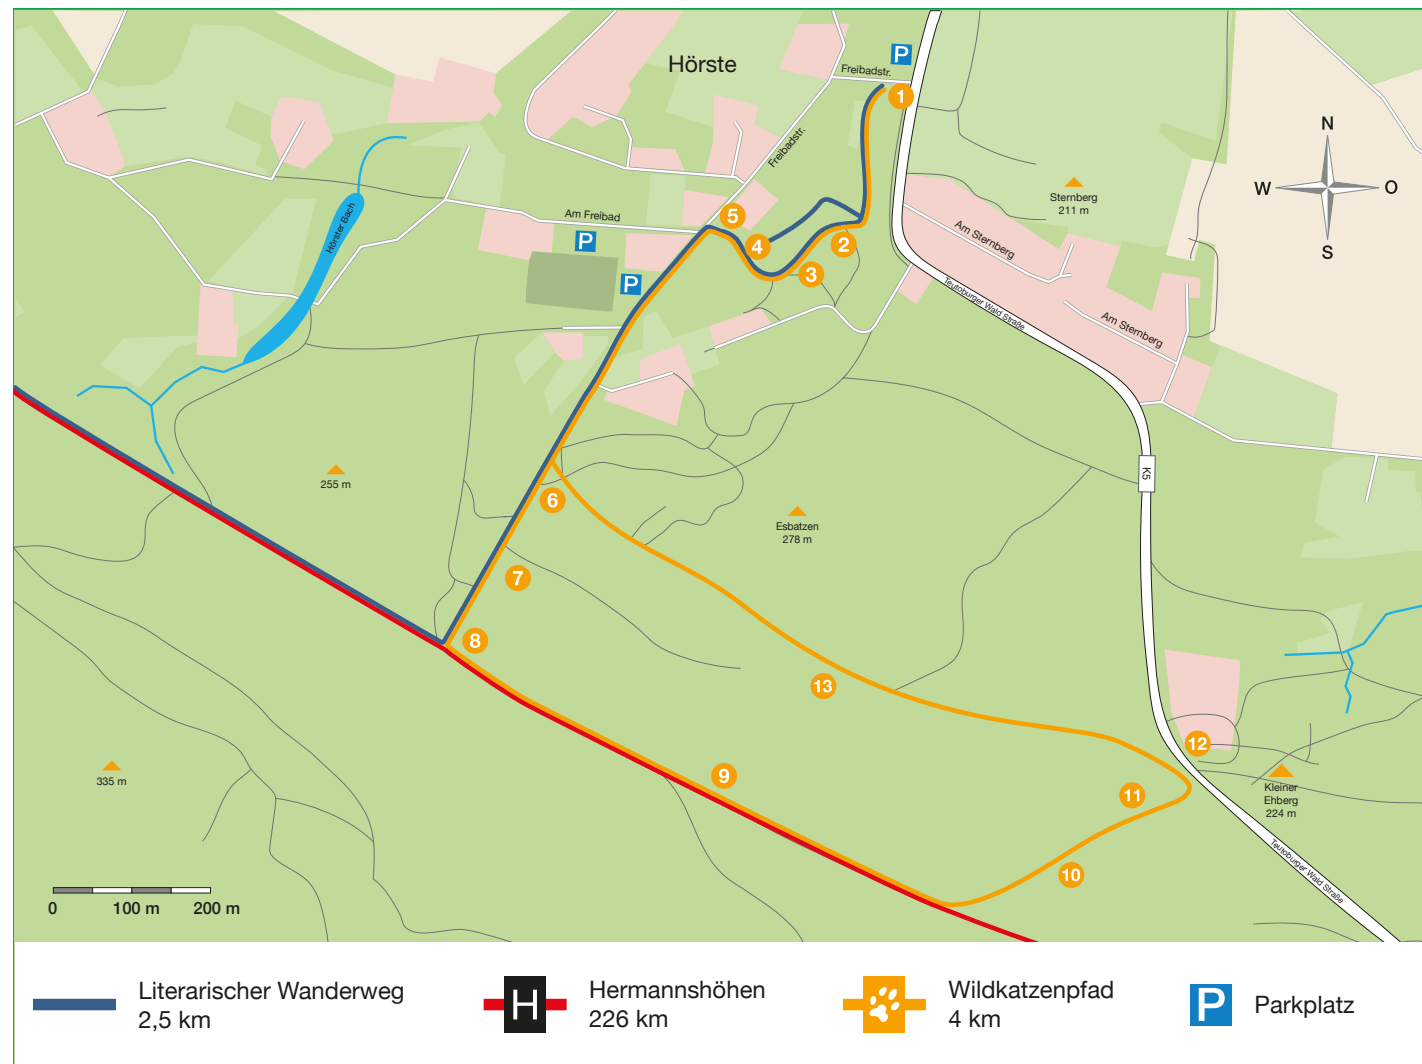 Hörste
P
Freibadstr.
1
N
W
O
S
Freibadstr.
Sternberg
211 m
Hörster Bach
Am Freibad
5
4
2
3
P
P
Am Sternberg
Am Sternberg
Teutoburger Wald Straße
K5
255 m
6
Esbatzen
278 m
7
8
13
9
12
11
10
335 m
Kleiner
Ehberg
224 m
Teutoburger Wald Straße
0 100 m 200 m
Literarischer Wanderweg
2,5 km
H
Hermannshöhen
226 km
Wildkatzenpfad
4 km
P
Parkplatz